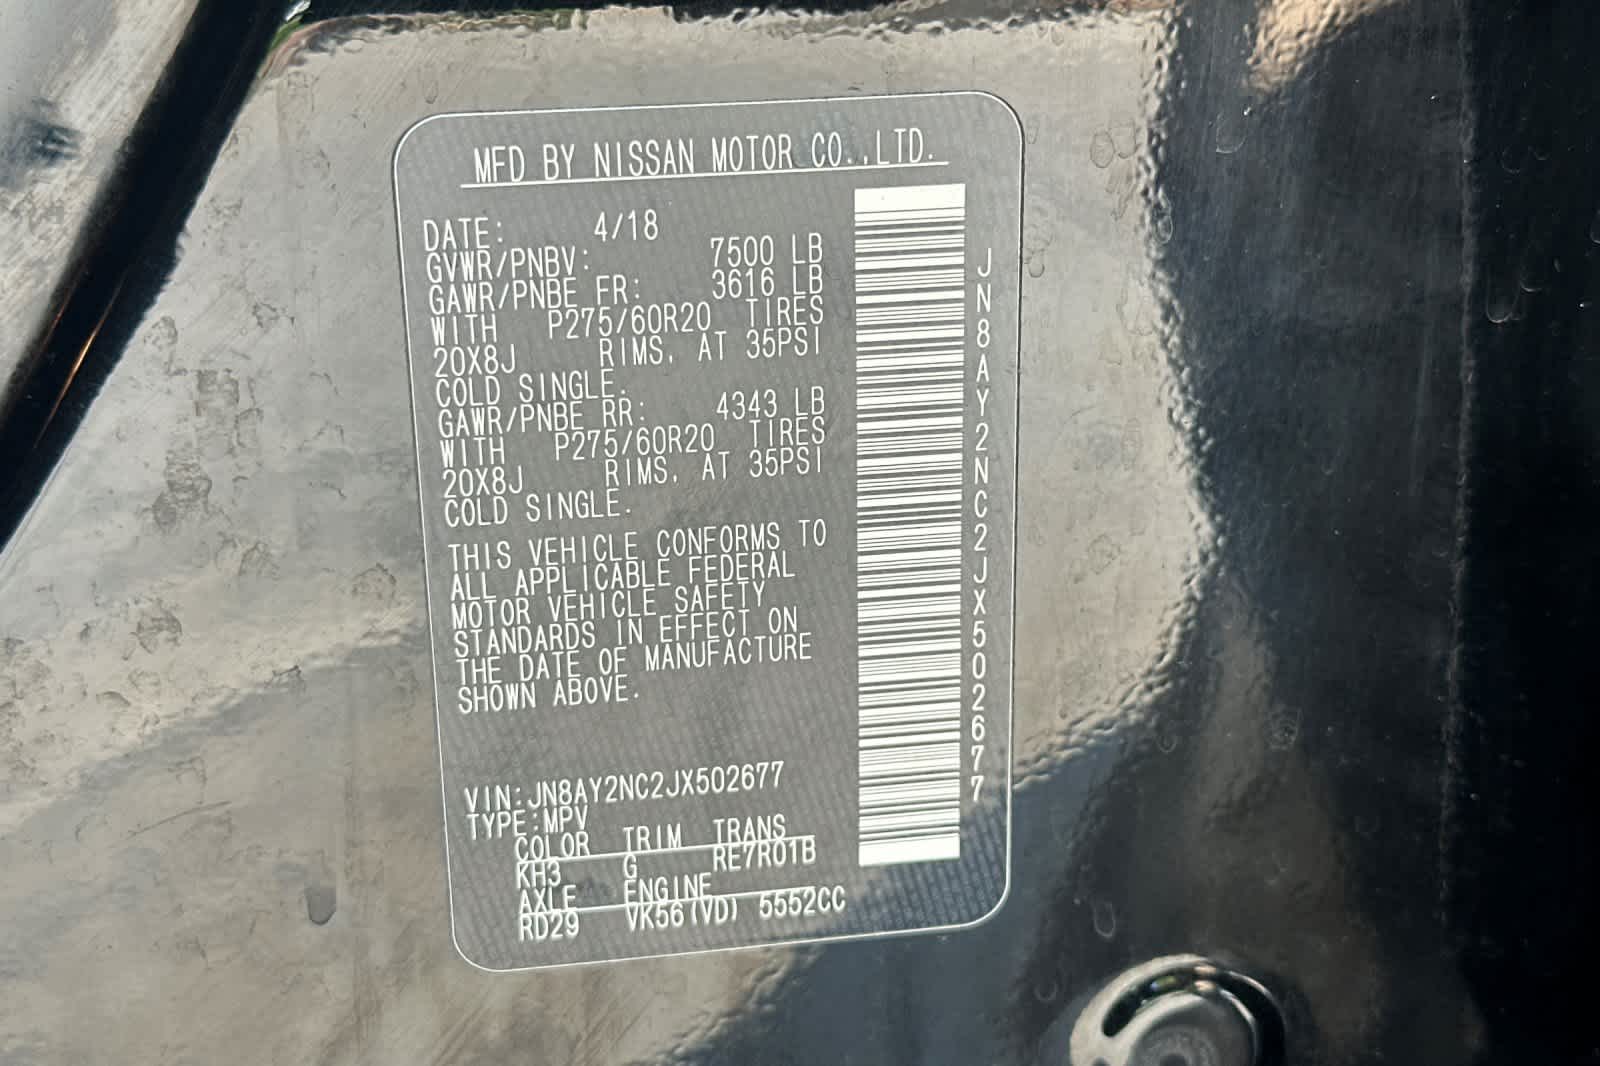 MFD BY NISSAN MOTOR CO.,LTD.
DATE: 4/18
GVWR/PNBV: 7500 LB
GAWR/PNBE FR: 3616 LB
WITH P275/60R20 TIRES
20X8J RIMS, AT 35PSI
COLD SINGLE.
GAWR/PNBE RR: 4343 LB
WITH P275/60R20 TIRES
20X8J RIMS, AT 35PSI
COLD SINGLE.
THIS VEHICLE CONFORMS TO
ALL APPLICABLE FEDERAL
MOTOR VEHICLE SAFETY
STANDARDS IN EFFECT ON
THE DATE OF MANUFACTURE
SHOWN ABOVE.
VIN:JN8AY2NC2JX502677
TYPE:MPV
COLOR TRIM TRANS
KH3 G RE7R01B
AXLE ENGINE
RD29 VK56(VD) 5552CC
JN8AY2NC2JX502677